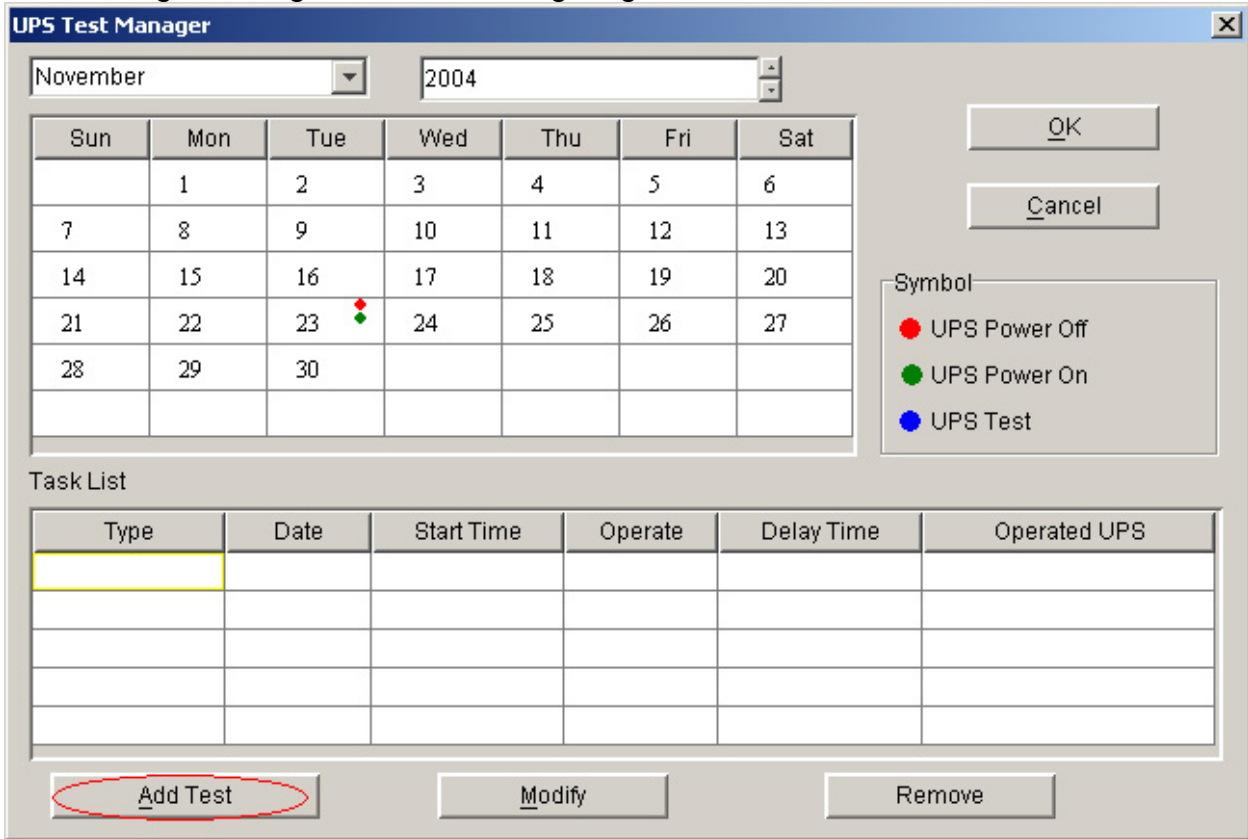 UPS Test Manager
November 2004
Sun Mon Tue Wed Thu Fri Sat
1 2 3 4 5 6
7 8 9 10 11 12 13
14 15 16 17 18 19 20
21 22 23 24 25 26 27
28 29 30
OK
Cancel
Symbol
UPS Power Off
UPS Power On
UPS Test
Task List
Type Date Start Time Operate Delay Time Operated UPS
Add Test Modify Remove